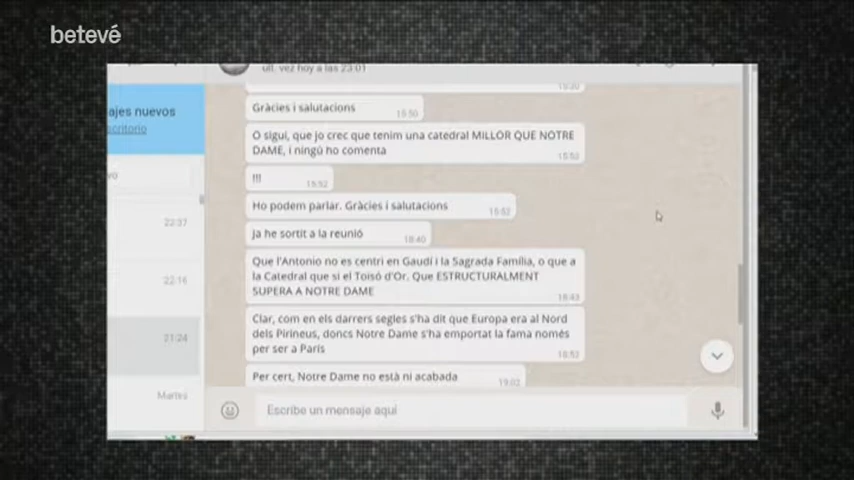 betevé
últ. vez hoy a las 23:01
ajes nuevos
critorio
Gràcies i salutacions
15:50
O sigui, que jo crec que tenim una catedral MILLOR QUE NOTRE
DAME, i ningú ho comenta
15:52
!!!
15:52
Ho podem parlar. Gràcies i salutacions
15:52
vo
22:37
Ja he sortit a la reunió
18:40
Que l'Antonio no es centri en Gaudí i la Sagrada Família, o que a
la Catedral que si el Toisó d'Or. Que ESTRUCTURALMENT
SUPERA A NOTRE DAME
18:43
22:16
Clar, com en els darrers segles s'ha dit que Europa era al Nord
dels Pirineus, doncs Notre Dame s'ha emportat la fama només
per ser a París
18:52
21:24
Per cert, Notre Dame no està ni acabada
19:02
Martes
Escribe un mensaje aquí